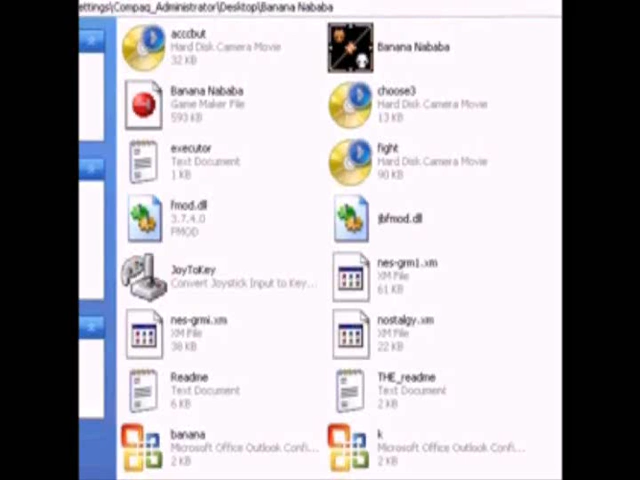 ettings\Compaq_Administrator\Desktop\Banana Nababa
acccbut
Hard Disk Camera Movie
32 KB
Banana Nababa
Banana Nababa
Game Maker File
593 KB
choose3
Hard Disk Camera Movie
13 KB
executor
Text Document
1 KB
fight
Hard Disk Camera Movie
90 KB
fmod.dll
3.7.4.0
FMOD
jbfmod.dll
JoyToKey
Convert Joystick Input to Key...
nes-grm1.xm
XM File
61 KB
nes-grmi.xm
XM File
38 KB
nostalgy.xm
XM File
22 KB
Readme
Text Document
6 KB
THE_readme
Text Document
2 KB
banana
Microsoft Office Outlook Confi...
2 KB
k
Microsoft Office Outlook Confi...
2 KB